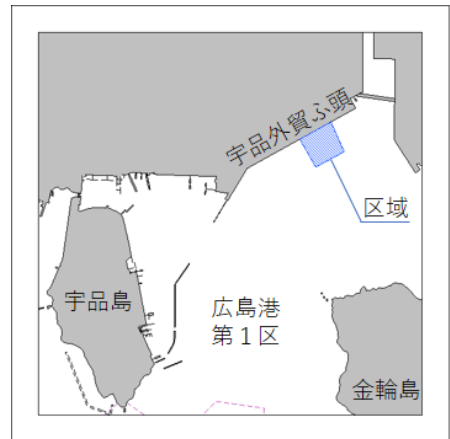 宇品外貿ふ頭
区域
宇品島
広島港
第１区
金輪島